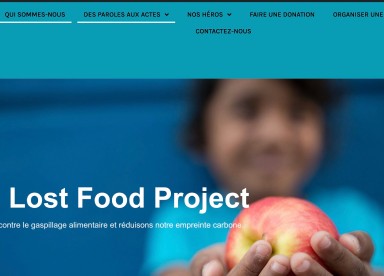 QUI SOMMES-NOUS DES PAROLES AUX ACTES NOS HÉROS FAIRE UNE DONATION ORGANISER UNE
CONTACTEZ-NOUS
Lost Food Project
contre le gaspillage alimentaire et réduisons notre empreinte carbone.